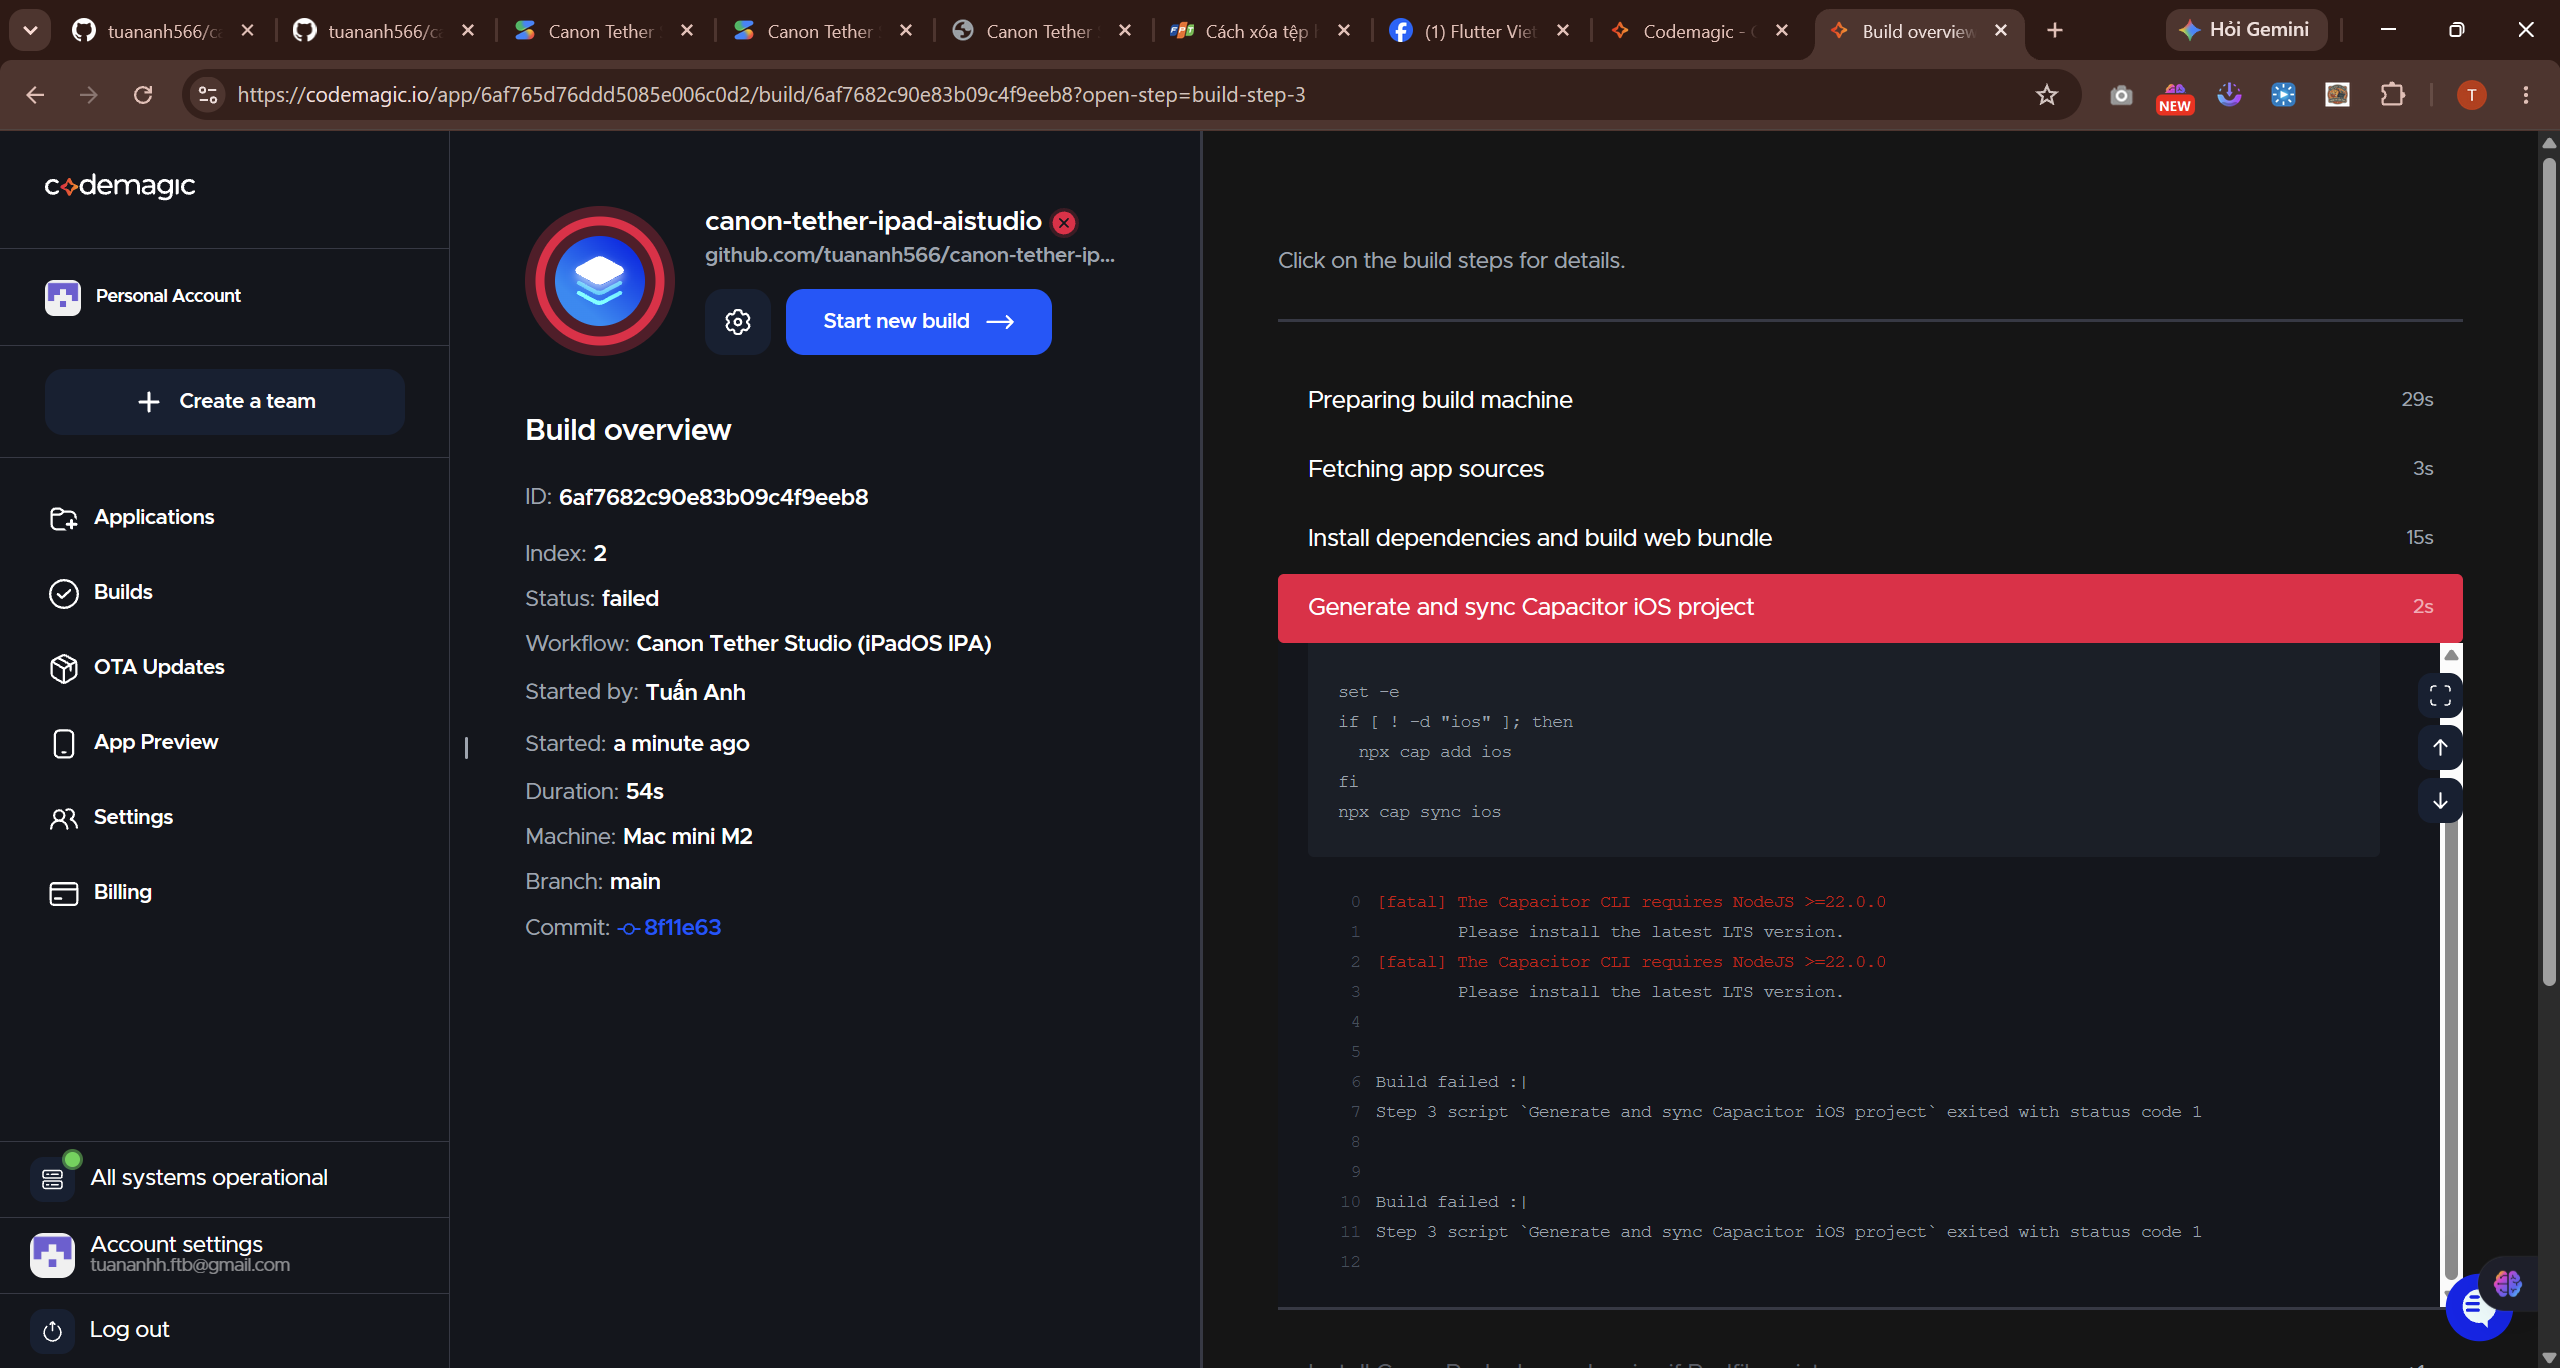 tuananh566/ca
tuananh566/ca
Canon Tether
Canon Tether
Canon Tether
FPT
Cách xóa tệp
(1) Flutter Viet
Codemagic -
Build overview
Hỏi Gemini
https://codemagic.io/app/6af765d76ddd5085e006c0d2/build/6af7682c90e83b09c4f9eeb8?open-step=build-step-3
NEW
T
codemagic
Personal Account
Create a team
Applications
Builds
OTA Updates
App Preview
Settings
Billing
All systems operational
Account settings
tuananhh.ftb@gmail.com
Log out
canon-tether-ipad-aistudio
github.com/tuananh566/canon-tether-ip...
Start new build
Build overview
ID: 6af7682c90e83b09c4f9eeb8
Index: 2
Status: failed
Workflow: Canon Tether Studio (iPadOS IPA)
Started by: Tuấn Anh
Started: a minute ago
Duration: 54s
Machine: Mac mini M2
Branch: main
Commit: 8f11e63
Click on the build steps for details.
Preparing build machine 29s
Fetching app sources 3s
Install dependencies and build web bundle 15s
Generate and sync Capacitor iOS project 2s
set -e
if [ ! -d "ios" ]; then
npx cap add ios
fi
npx cap sync ios
0 [fatal] The Capacitor CLI requires NodeJS >=22.0.0
1 Please install the latest LTS version.
2 [fatal] The Capacitor CLI requires NodeJS >=22.0.0
3 Please install the latest LTS version.
4
5
6 Build failed :|
7 Step 3 script `Generate and sync Capacitor iOS project` exited with status code 1
8
9
10 Build failed :|
11 Step 3 script `Generate and sync Capacitor iOS project` exited with status code 1
12